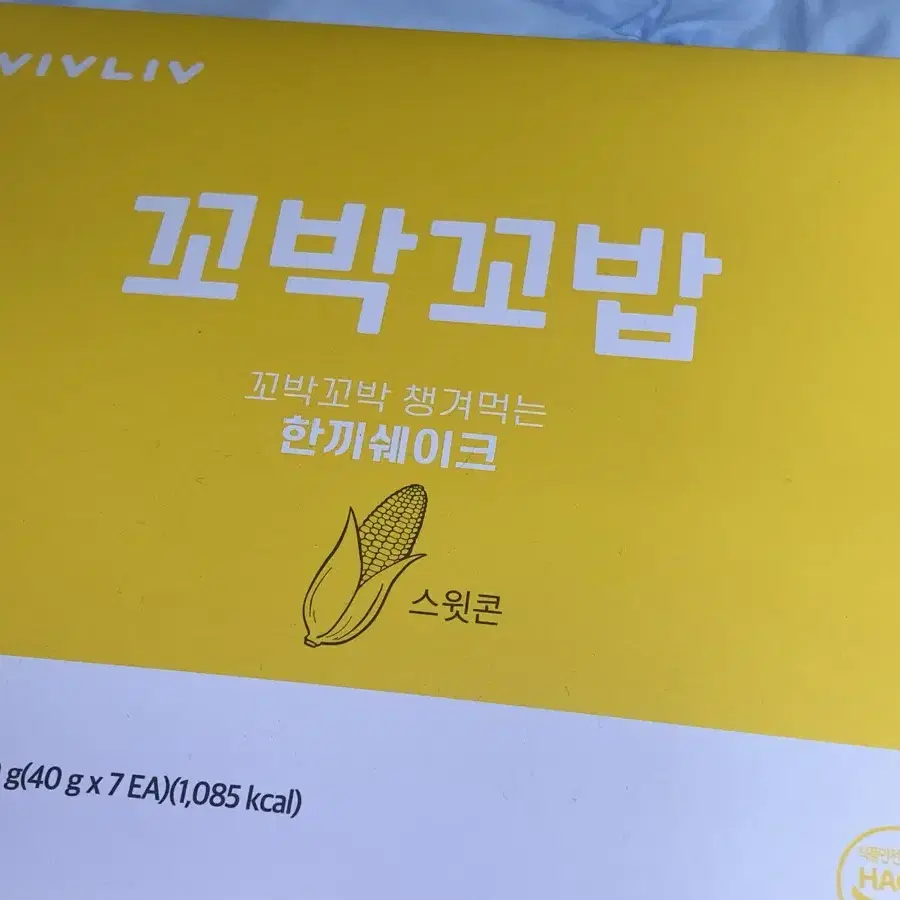 VIVLIV
꼬박꼬밥
꼬박꼬박 챙겨먹는
한끼쉐이크
스윗콘
g(40 g x 7 EA)(1,085 kcal)